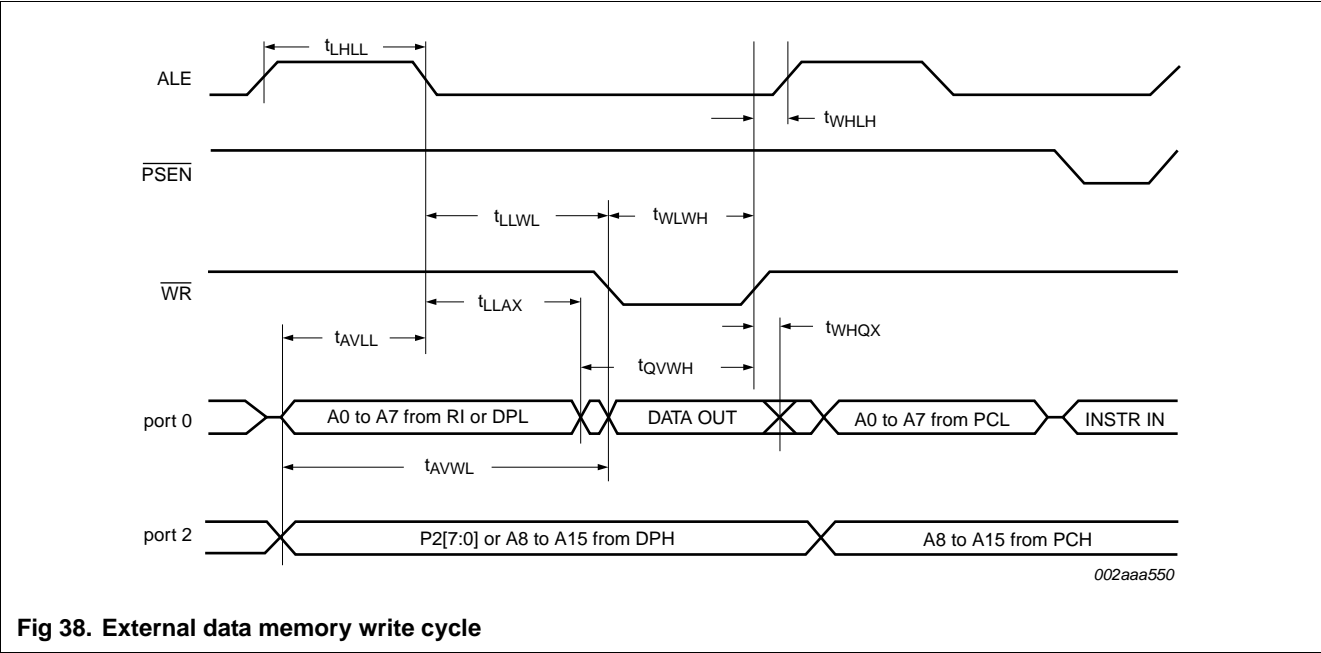 tLHLL
ALE
tWHLH
PSEN
tLLWL
tWLWH
WR
tLLAX
tWHQX
tAVLL
tQVWH
port 0
A0 to A7 from RI or DPL
DATA OUT
A0 to A7 from PCL
INSTR IN
tAVWL
port 2
P2[7:0] or A8 to A15 from DPH
A8 to A15 from PCH
002aaa550
Fig 38. External data memory write cycle